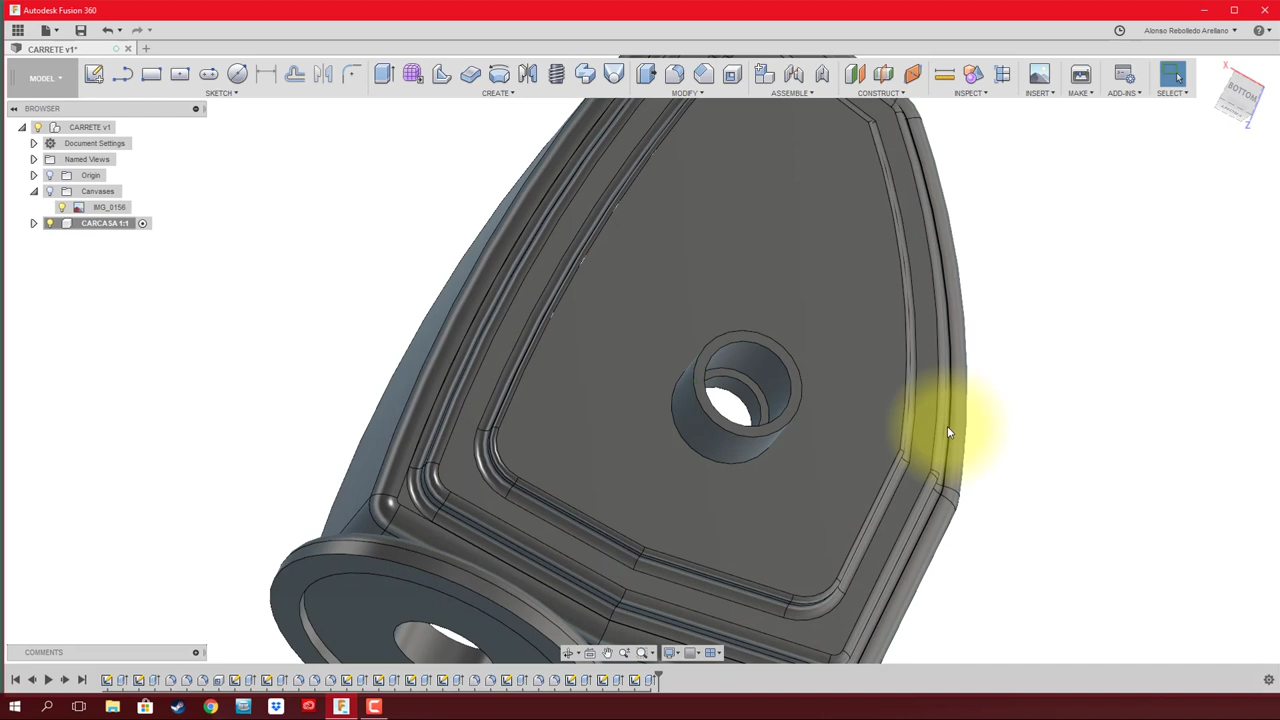 Autodesk Fusion 360
Alonso Rebolledo Arellano
CARRETE v1*
MODEL
SKETCH
CREATE
MODIFY
ASSEMBLE
CONSTRUCT
INSPECT
INSERT
MAKE
ADD-INS
SELECT
X
BOTTOM
Z
BROWSER
CARRETE v1
Document Settings
Named Views
Origin
Canvases
IMG_0156
CARCASA 1:1
COMMENTS